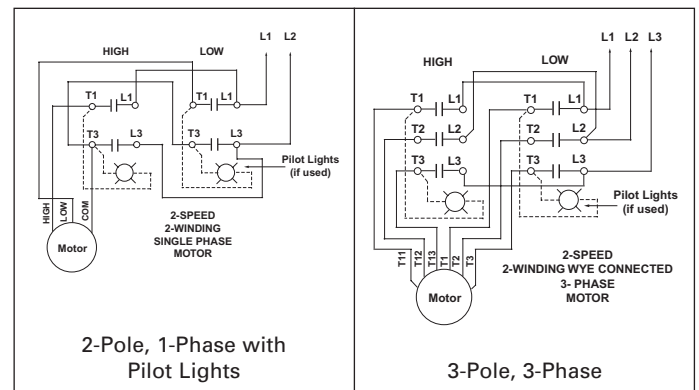 L1 L2
HIGH LOW
T1 L1 T1 L1
T3 L3 T3 L3
Pilot Lights
(if used)
HIGH
LOW
COM
Motor
2-SPEED
2-WINDING
SINGLE PHASE
MOTOR
2-Pole, 1-Phase with
Pilot Lights
L1 L2 L3
HIGH LOW
T1 L1 T1 L1
T2 L2 T2 L2
T3 L3 T3 L3
Pilot Lights
(if used)
T11
T12
T13
T1
T2
T3
Motor
2-SPEED
2-WINDING WYE CONNECTED
3- PHASE
MOTOR
3-Pole, 3-Phase